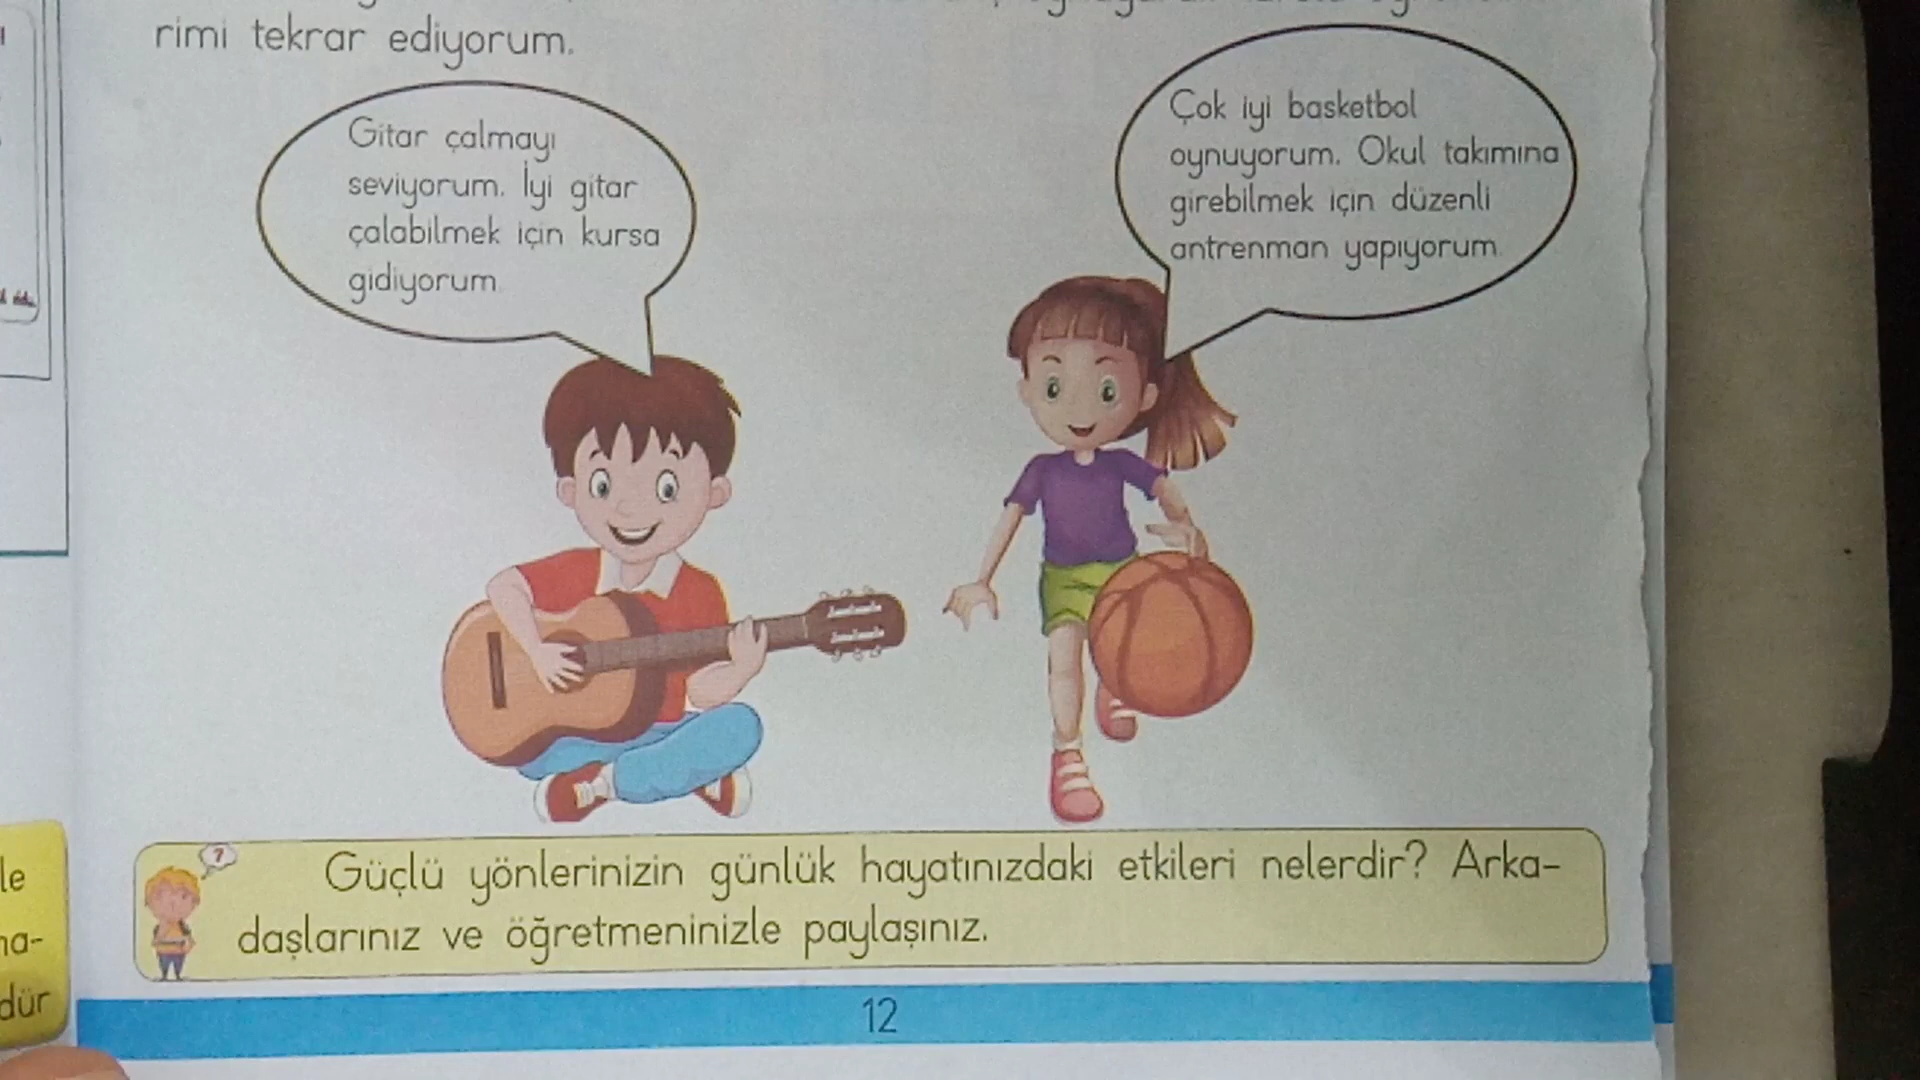 rimi tekrar ediyorum.
Gitar çalmayı
seviyorum. İyi gitar
çalabilmek için kursa
gidiyorum.
Çok iyi basketbol
oynuyorum. Okul takımına
girebilmek için düzenli
antrenman yapıyorum.
?
Güçlü yönlerinizin günlük hayatınızdaki etkileri nelerdir? Arka-
daşlarınız ve öğretmeninizle paylaşınız.
12
le
na-
dür